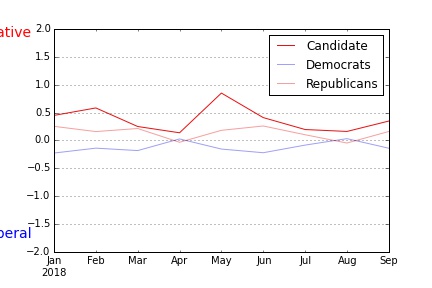 2.0
ative
Candidate
Democrats
Republicans
1.5
1.0
0.5
0.0
−0.5
−1.0
−1.5
beral
−2.0
Jan Feb Mar Apr May Jun Jul Aug Sep
2018